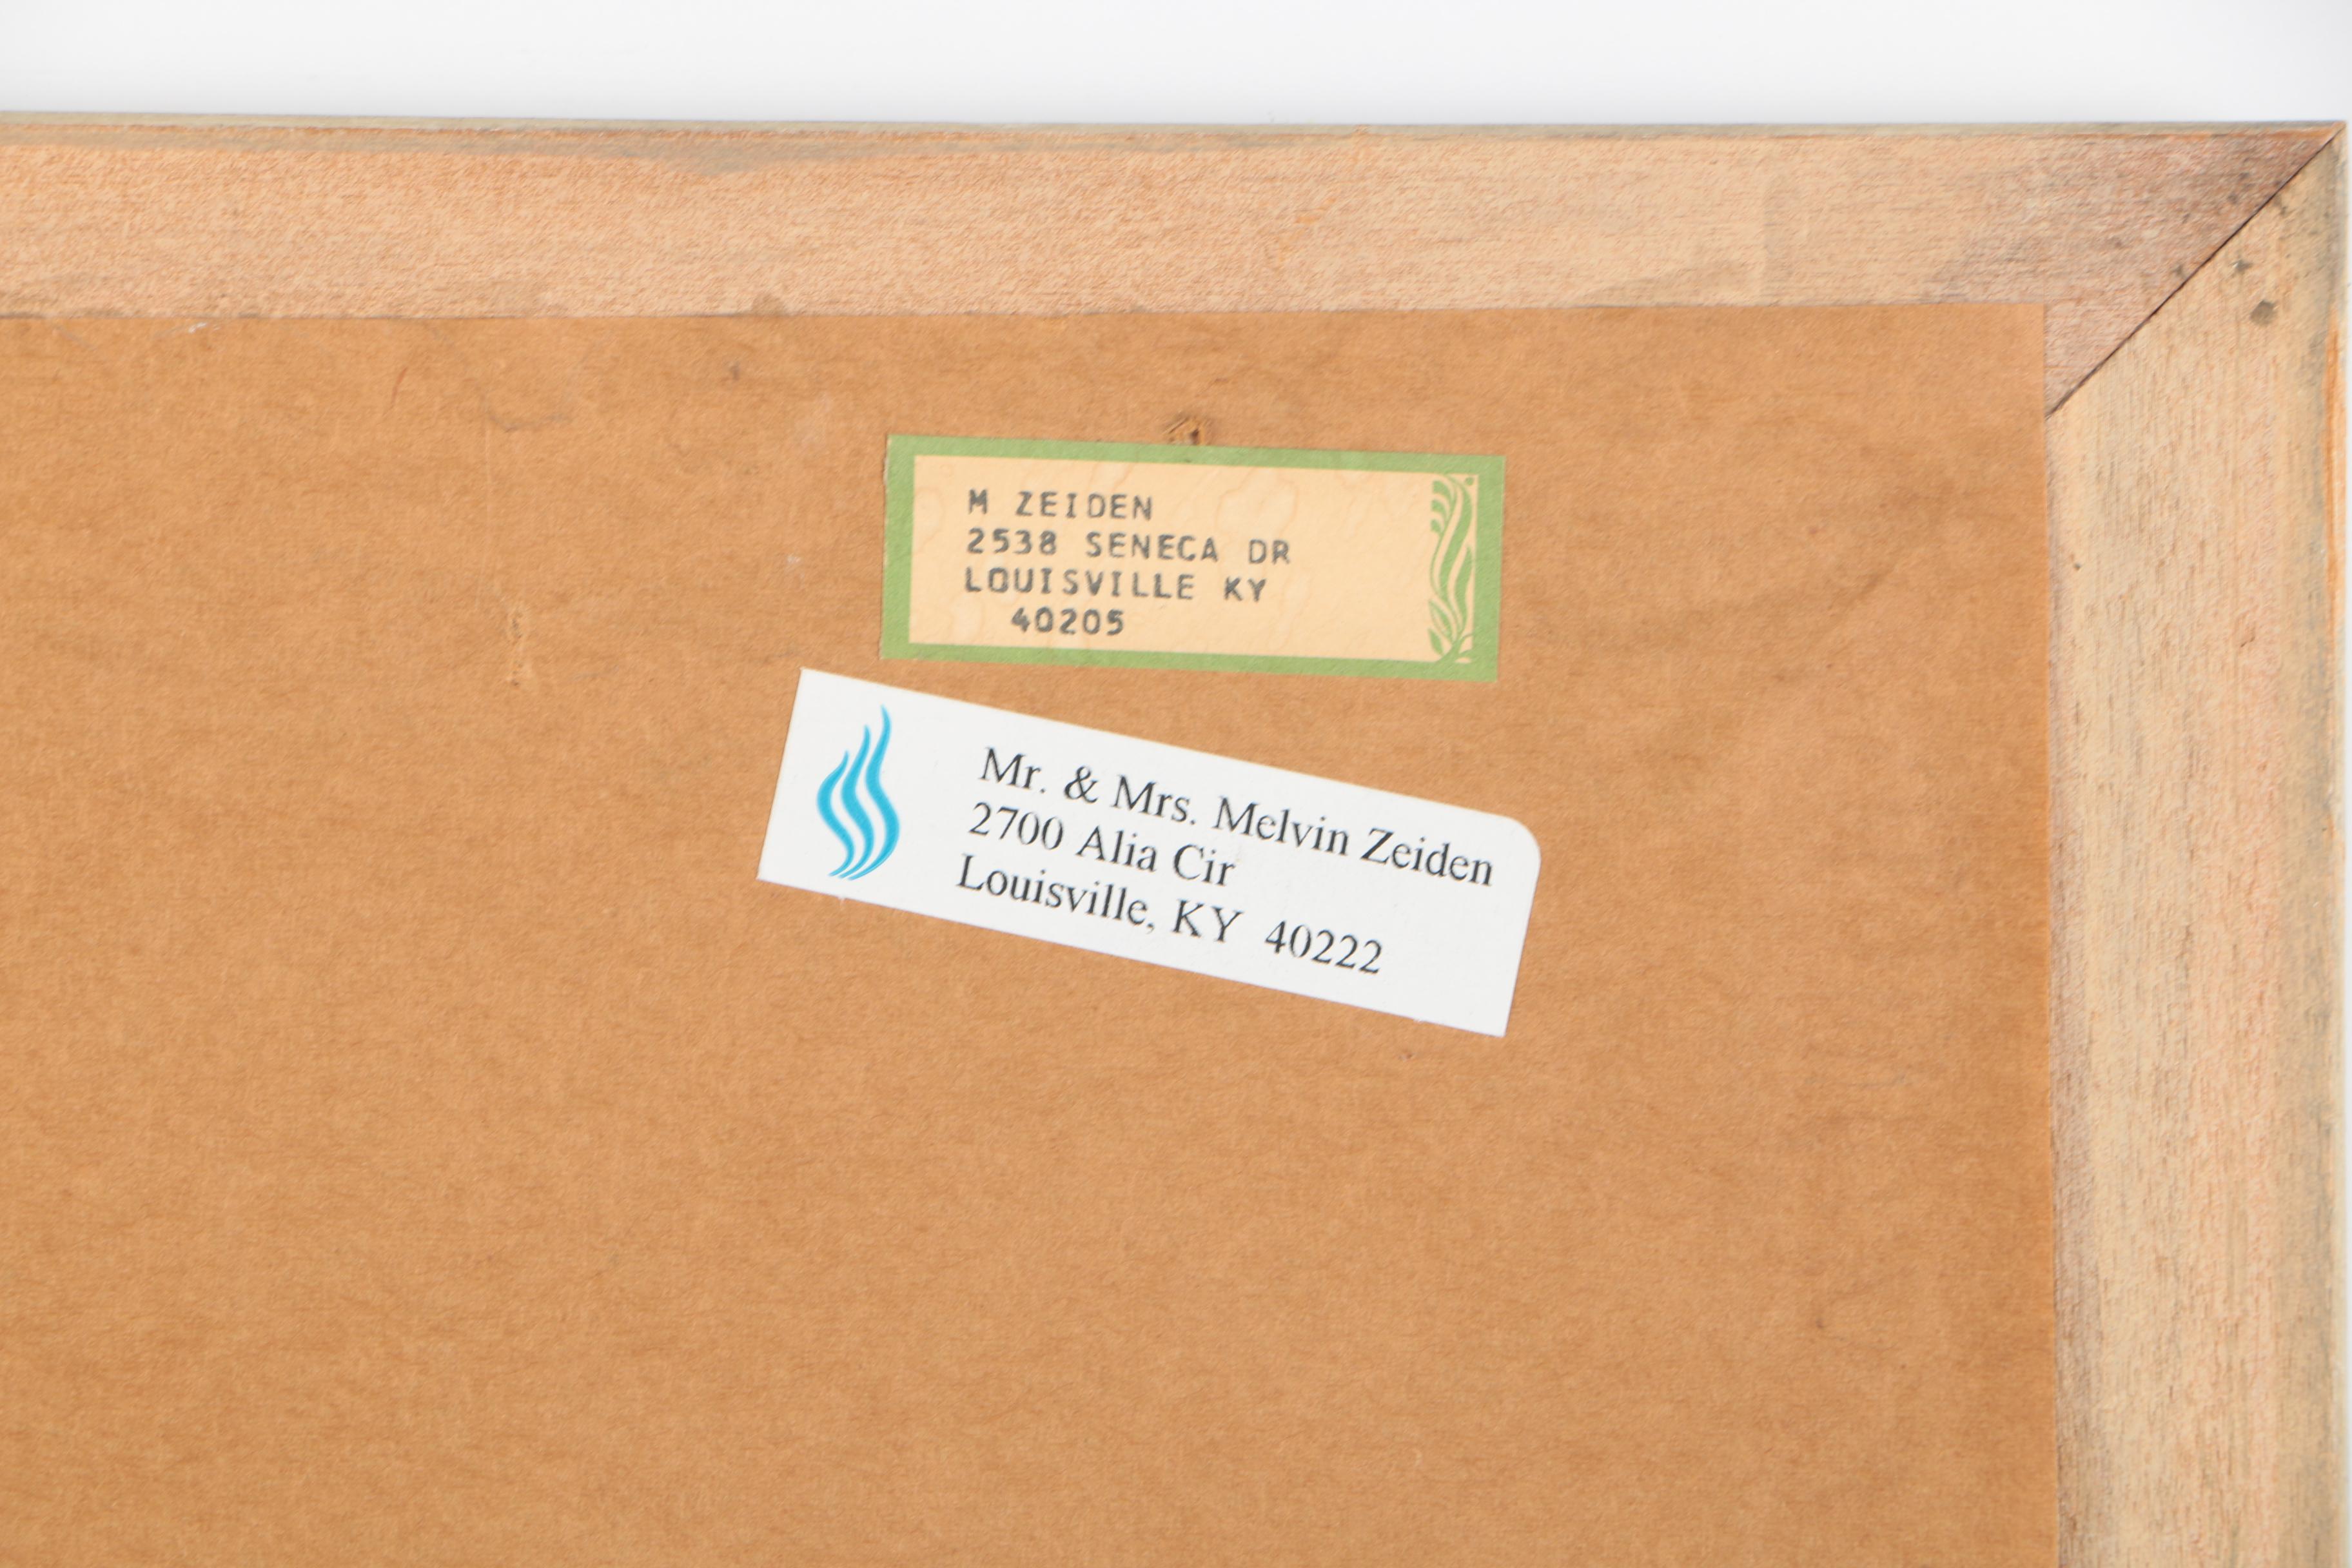 M ZEIDEN
2538 SENECA DR
LOUISVILLE KY
40205
Mr. & Mrs. Melvin Zeiden
2700 Alia Cir
Louisville, KY 40222